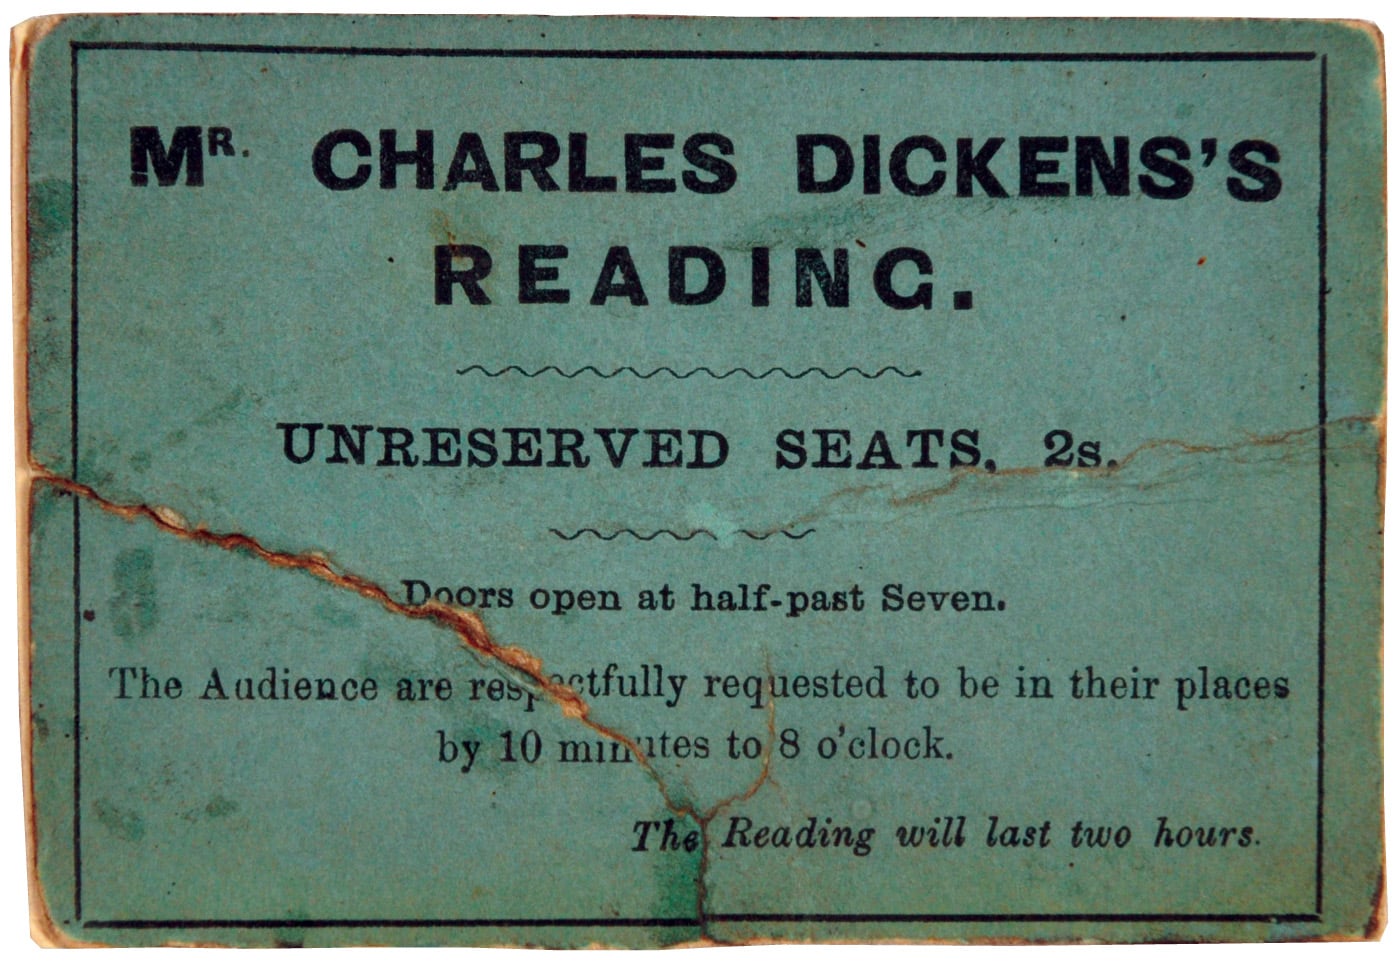 MR. CHARLES DICKENS'S
READING.
UNRESERVED SEATS, 2s.
Doors open at half-past Seven.
The Audience are respectfully requested to be in their places
by 10 minutes to 8 o'clock.
The Reading will last two hours.